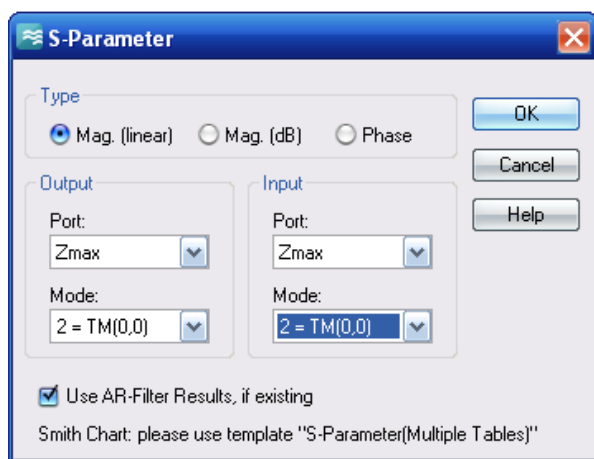 S-Parameter
Type
Mag. (linear) Mag. (dB) Phase
OK
Cancel
Help
Output
Port:
Zmax
Mode:
2 = TM(0,0)
Input
Port:
Zmax
Mode:
2 = TM(0,0)
Use AR-Filter Results, if existing
Smith Chart: please use template "S-Parameter(Multiple Tables)"